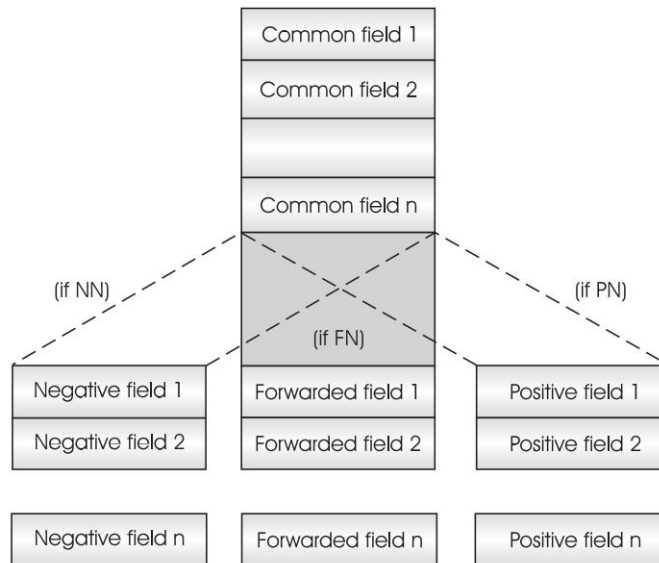 Common field 1
Common field 2
Common field n
(if NN)
(if PN)
(if FN)
Negative field 1
Forwarded field 1
Positive field 1
Negative field 2
Forwarded field 2
Positive field 2
Negative field n
Forwarded field n
Positive field n